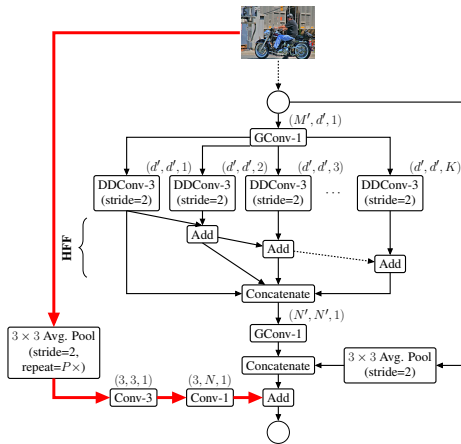 (M′, d′, 1)
GConv-1
(d′, d′, 1)
(d′, d′, 2)
(d′, d′, 3)
(d′, d′, K)
DDConv-3
(stride=2)
DDConv-3
(stride=2)
DDConv-3
(stride=2)
. . .
DDConv-3
(stride=2)
HFF
Add
Add
Add
Concatenate
(N′, N′, 1)
GConv-1
3 × 3 Avg. Pool
(stride=2,
repeat=P×)
Concatenate
3 × 3 Avg. Pool
(stride=2)
(3, 3, 1)
Conv-3
(3, N, 1)
Conv-1
Add